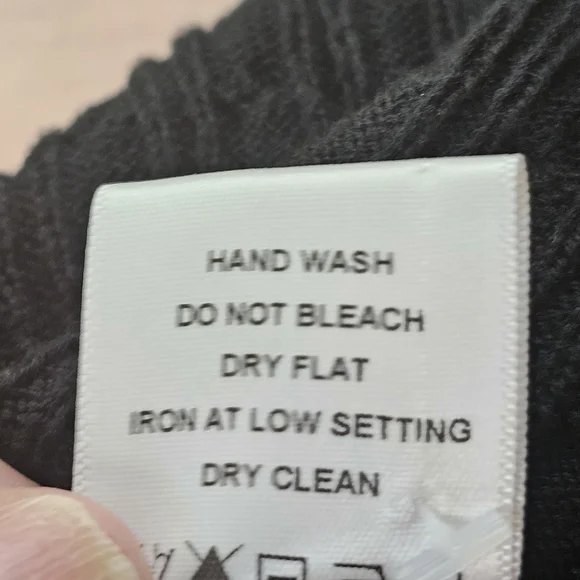 HAND WASH
DO NOT BLEACH
DRY FLAT
IRON AT LOW SETTING
DRY CLEAN